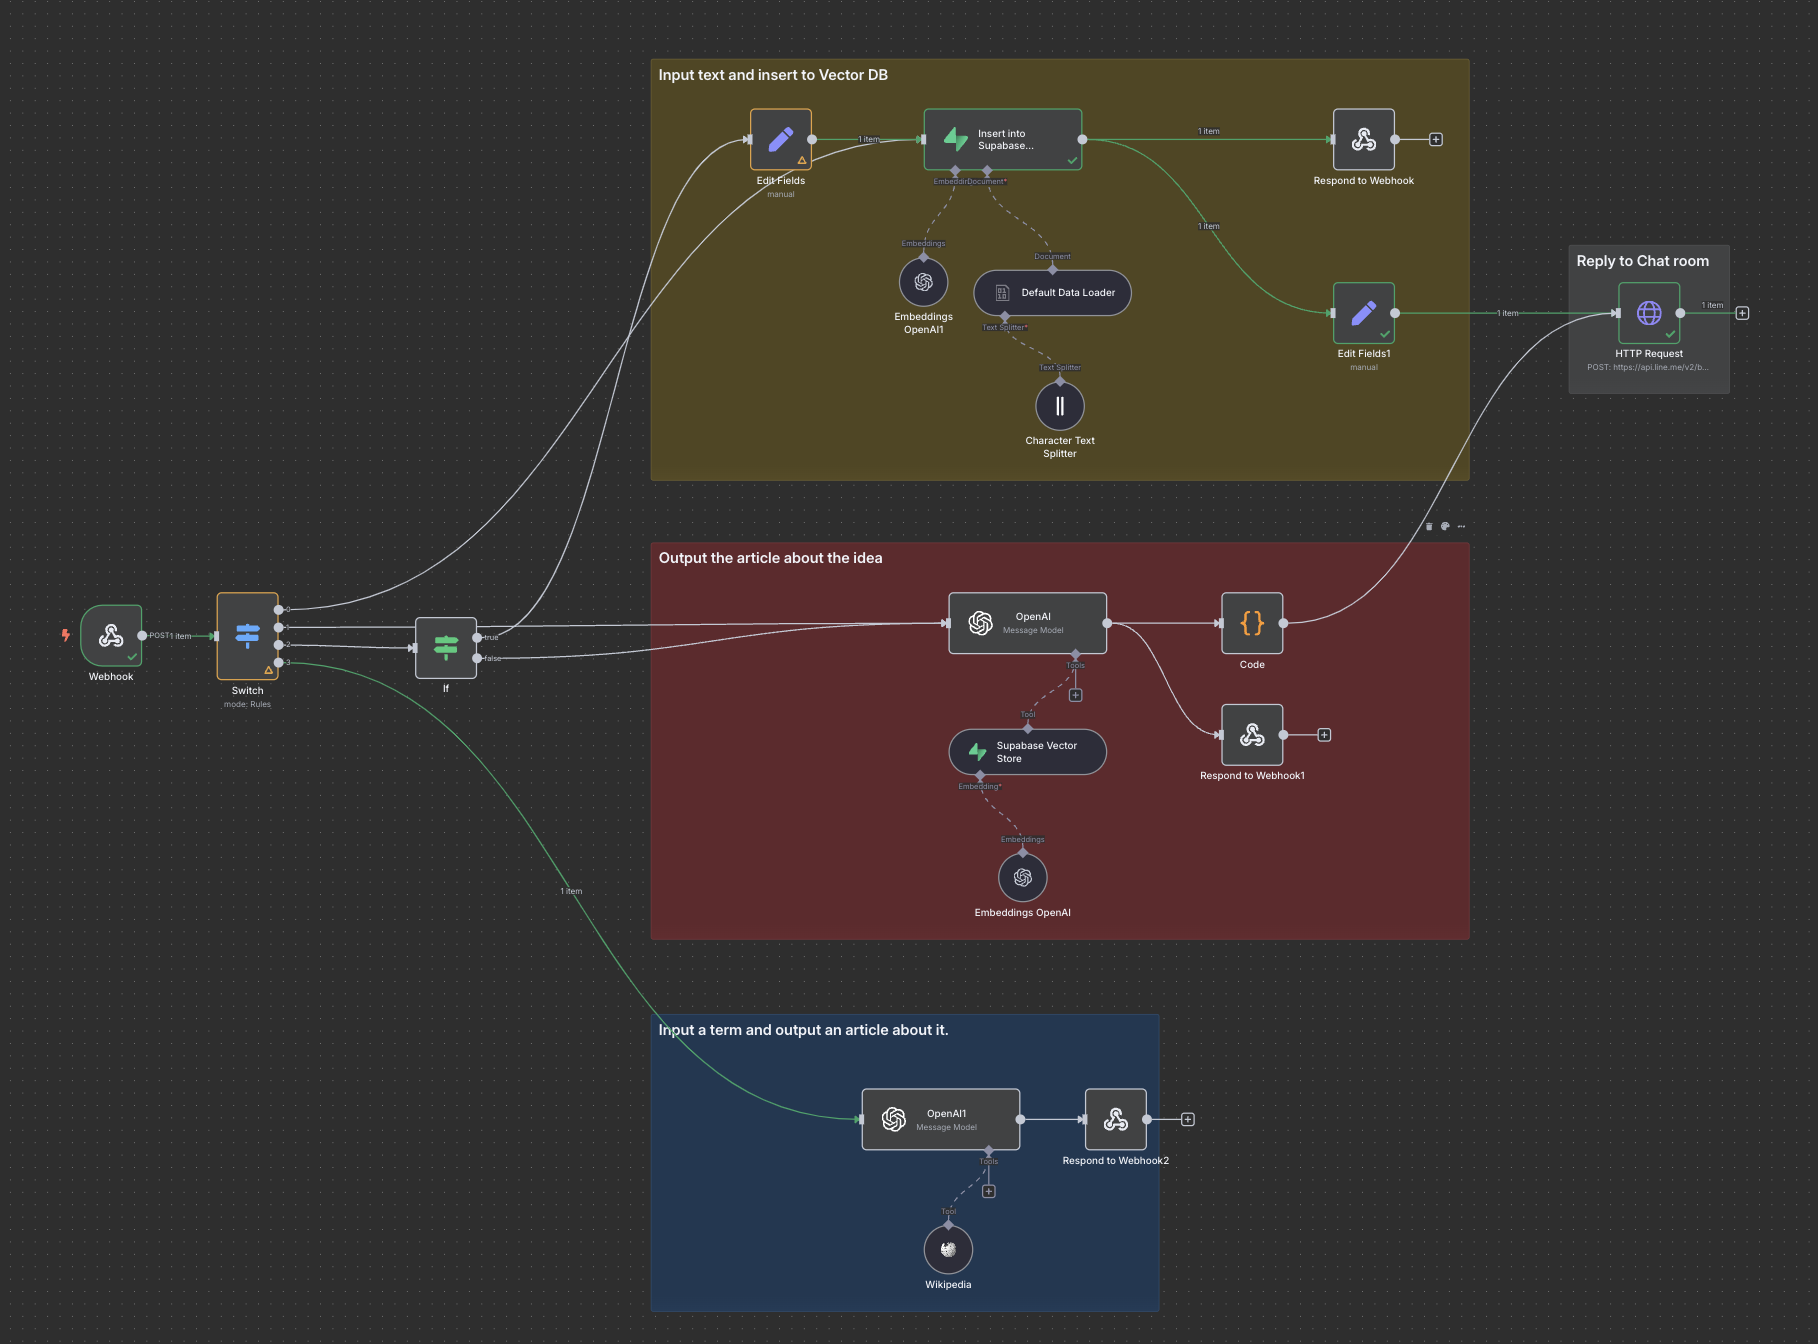 Input text and insert to Vector DB
1 item
Insert into
Supabase...
1 item
Edit Fields
manual
Document*
Respond to Webhook
1 item
Embeddings
Document
Default Data Loader
Embeddings
OpenAI1
Text Splitter*
Text Splitter
Character Text
Splitter
1 item
Edit Fields1
manual
Reply to Chat room
1 item
HTTP Request
POST: https://api.line.me/v2/b...
Output the article about the idea
POST
1 item
Webhook
0
1
2
3
Switch
mode: Rules
true
false
If
OpenAI
Message Model
Tools
Code
Tool
Supabase Vector
Store
Embedding*
Respond to Webhook1
Embeddings
Embeddings OpenAI
1 item
Input a term and output an article about it.
OpenAI1
Message Model
Tools
Respond to Webhook2
Tool
Wikipedia